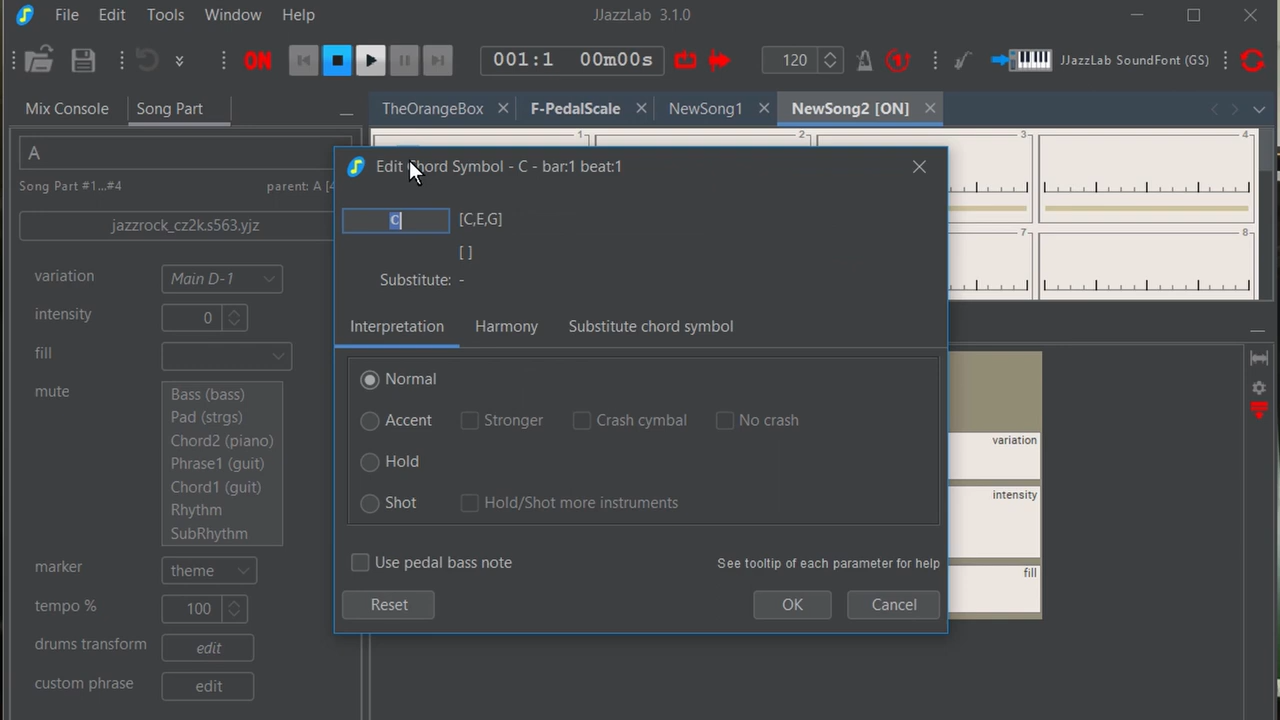 File Edit Tools Window Help JJazzLab 3.1.0
ON 001:1 00m00s 120 JJazzLab SoundFont (GS)
Mix Console Song Part TheOrangeBox F-PedalScale NewSong1 NewSong2 [ON]
1 2 3 4
A
Song Part #1...#4 parent: A [4
jazzrock_cz2k.s563.yjz
7 8
variation Main D-1
intensity 0
fill
mute Bass (bass)
Pad (strgs)
Chord2 (piano)
Phrase1 (guit)
Chord1 (guit)
Rhythm
SubRhythm
marker theme
tempo % 100
drums transform edit
custom phrase edit
Edit Chord Symbol - C - bar:1 beat:1
C [C,E,G]
[ ]
Substitute: -
Interpretation Harmony Substitute chord symbol
Normal
Accent Stronger Crash cymbal No crash
Hold
Shot Hold/Shot more instruments
Use pedal bass note See tooltip of each parameter for help
Reset OK Cancel
variation
intensity
fill